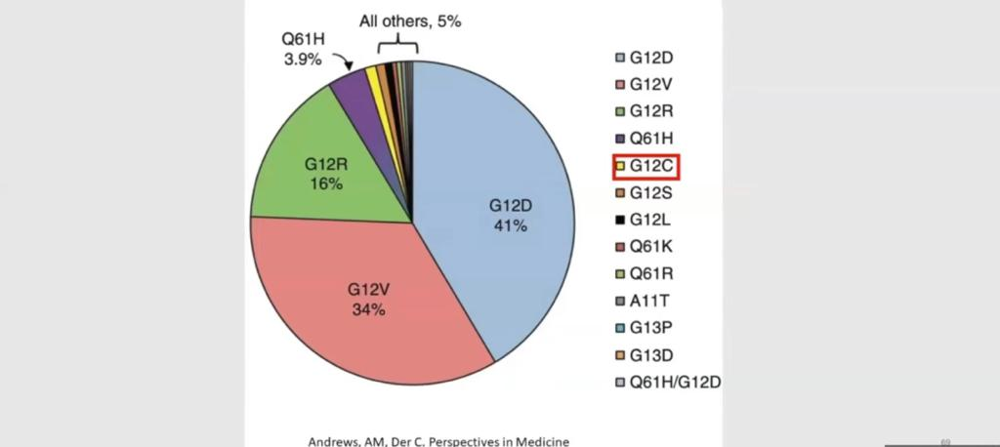 All others, 5%
Q61H
3.9%
G12R
16%
G12D
41%
G12V
34%
G12D
G12V
G12R
Q61H
G12C
G12S
G12L
Q61K
Q61R
A11T
G13P
G13D
Q61H/G12D
Andrews, AM, Der C. Perspectives in Medicine
69